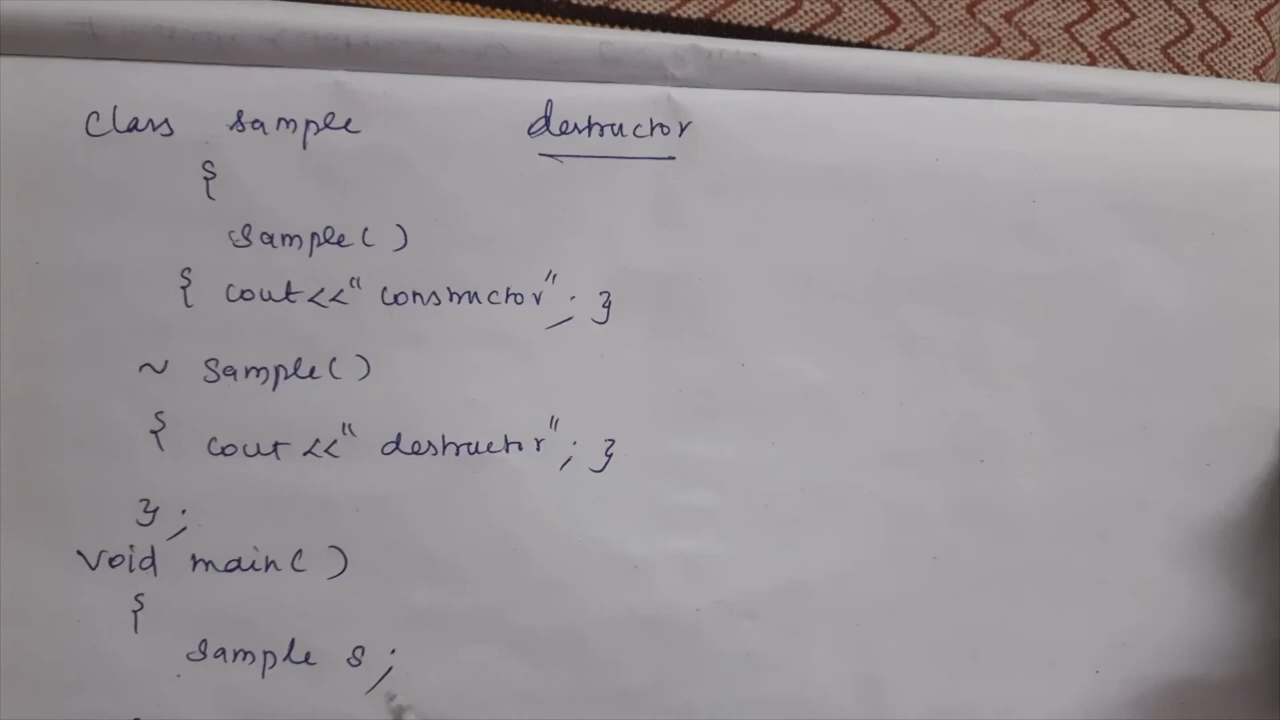 class sample destructor
{
sample()
{ cout<<"constructor"; }
~ sample()
{ cout <<" destructor"; }
};
void main()
{
sample s;